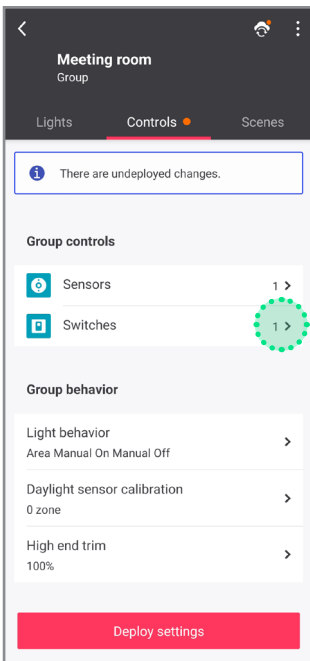 Meeting room
Group
Lights Controls Scenes
There are undeployed changes.
Group controls
Sensors 1
Switches 1
Group behavior
Light behavior
Area Manual On Manual Off
Daylight sensor calibration
0 zone
High end trim
100%
Deploy settings